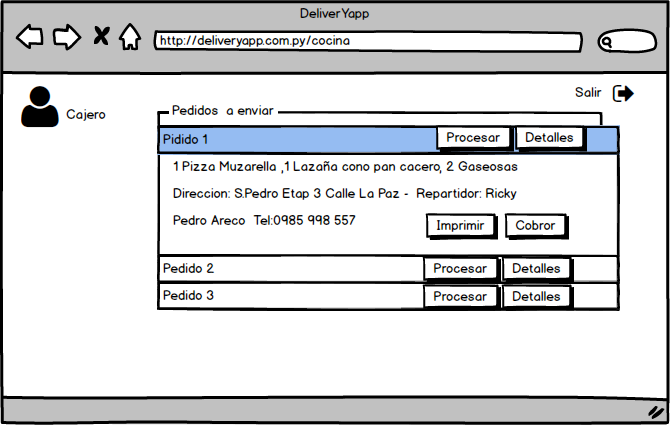 DeliverYapp
http://deliveryapp.com.py/cocina
Salir
Cajero
Pedidos a enviar
Pidido 1 Procesar Detalles
1 Pizza Muzarella ,1 Lazaña cono pan cacero, 2 Gaseosas
Direccion: S.Pedro Etap 3 Calle La Paz - Repartidor: Ricky
Pedro Areco Tel:0985 998 557 Imprimir Cobror
Pedido 2 Procesar Detalles
Pedido 3 Procesar Detalles